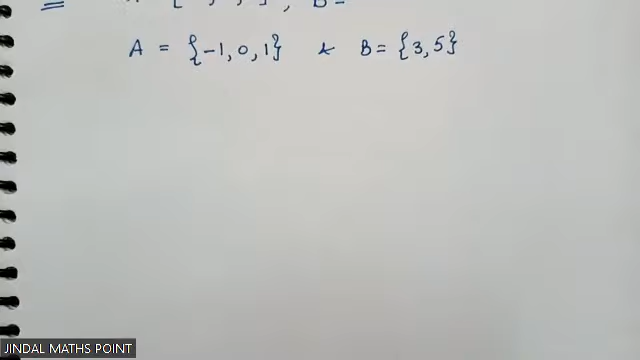 A = {-1, 0, 1} & B = {3, 5}
JINDAL MATHS POINT